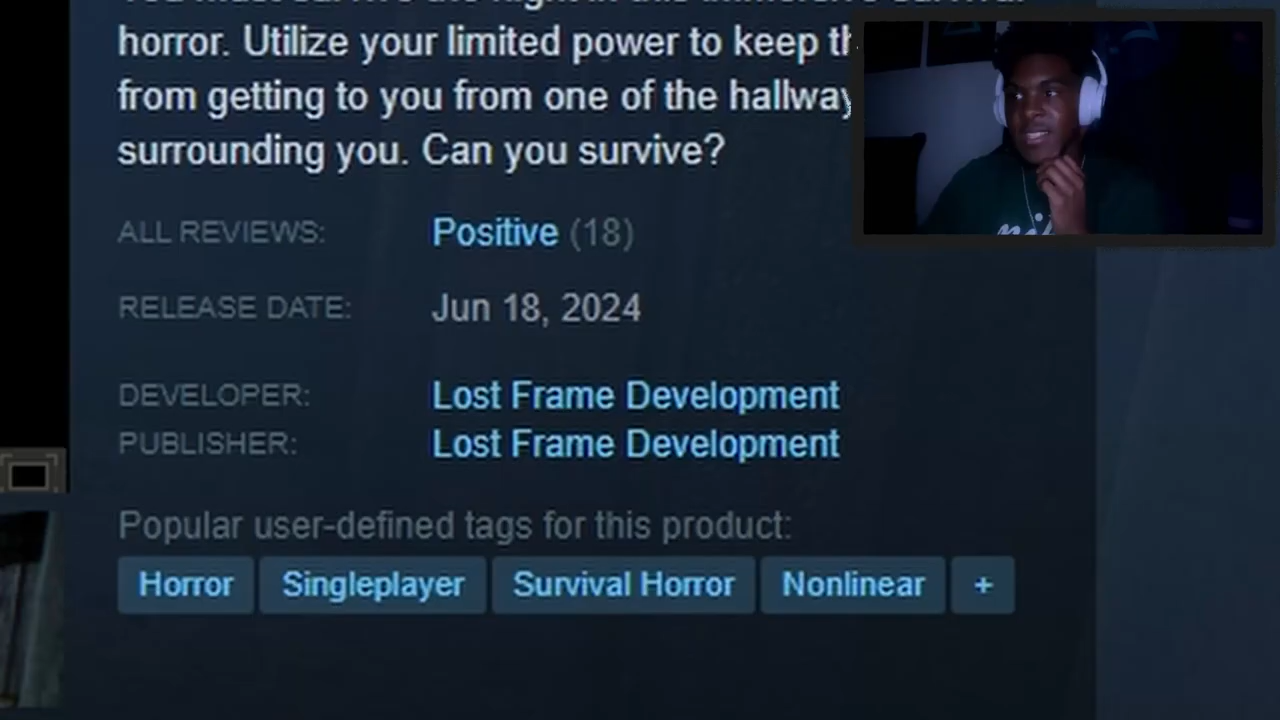 horror. Utilize your limited power to keep
from getting to you from one of the hallway
surrounding you. Can you survive?
ALL REVIEWS: Positive (18)
RELEASE DATE: Jun 18, 2024
DEVELOPER: Lost Frame Development
PUBLISHER: Lost Frame Development
Popular user-defined tags for this product:
Horror Singleplayer Survival Horror Nonlinear +